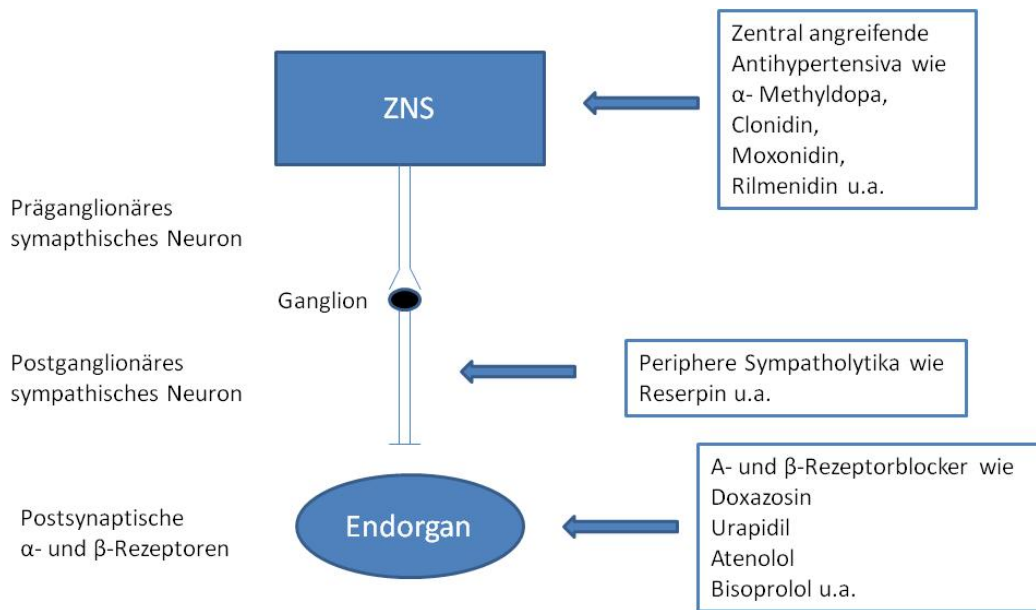 Zentral angreifende
Antihypertensiva wie
α- Methyldopa,
Clonidin,
Moxonidin,
Rilmenidin u.a.
ZNS
Präganglionäres
symapthisches Neuron
Ganglion
Postganglionäres
sympathisches Neuron
Periphere Sympatholytika wie
Reserpin u.a.
A- und β-Rezeptorblocker wie
Doxazosin
Urapidil
Atenolol
Bisoprolol u.a.
Endorgan
Postsynaptische
α- und β-Rezeptoren